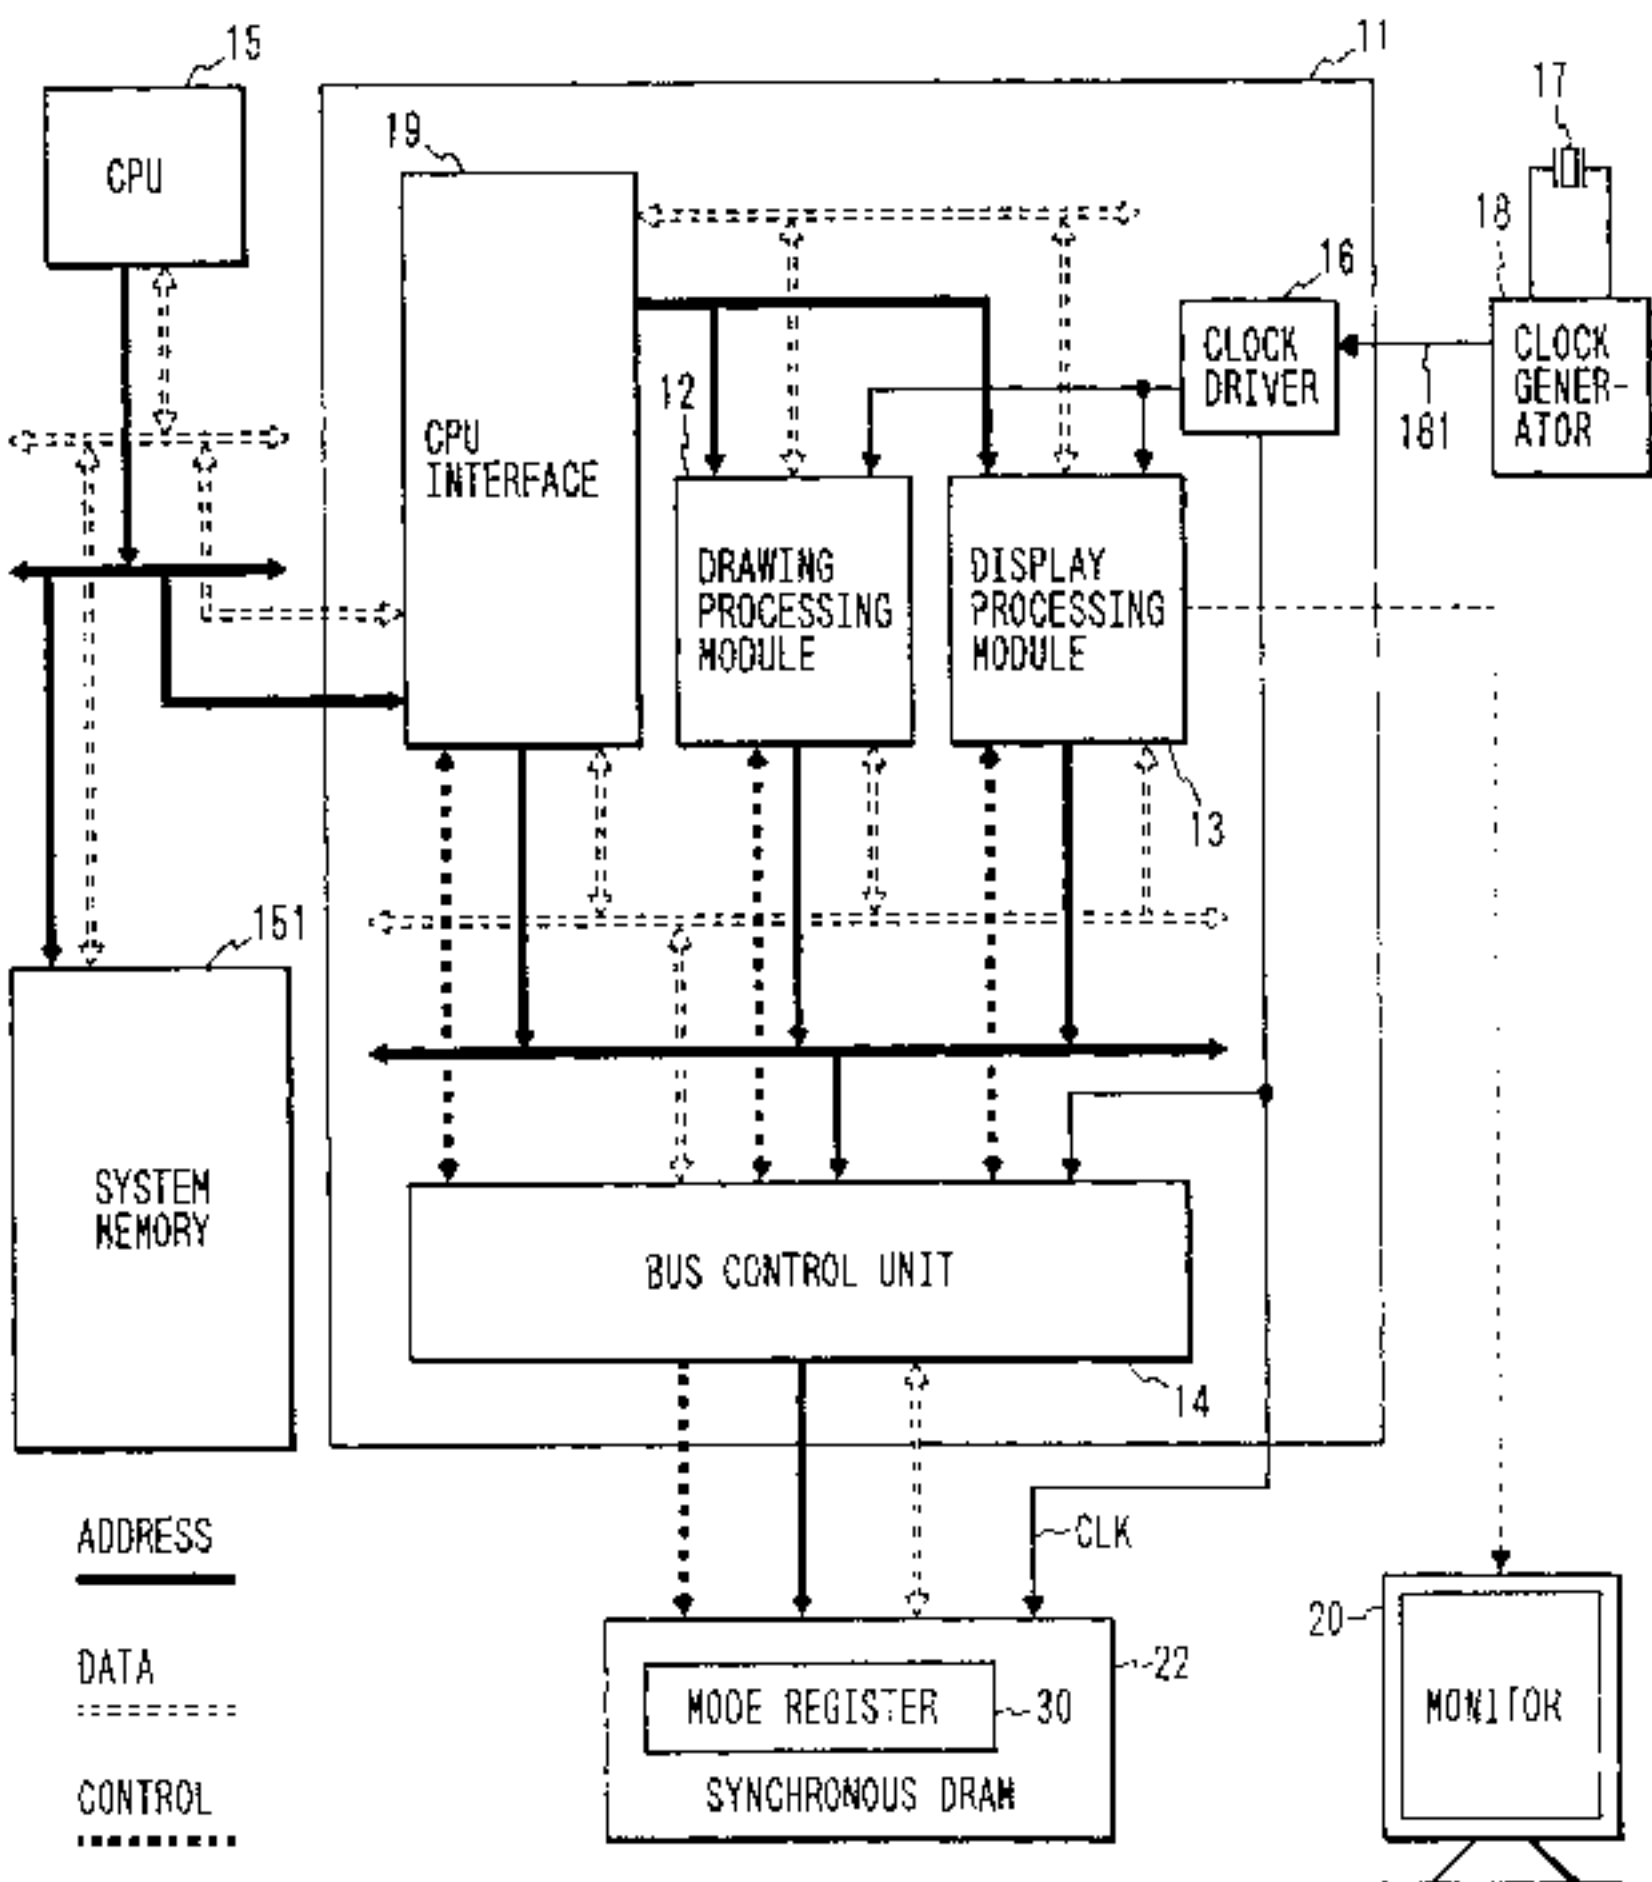 15
11
17
19
CPU
18
16
CLOCK
DRIVER
CLOCK
GENER-
ATOR
181
12
CPU
INTERFACE
DRAWING
PROCESSING
MODULE
DISPLAY
PROCESSING
MODULE
13
151
SYSTEM
MEMORY
BUS CONTROL UNIT
14
ADDRESS
CLK
DATA
20
22
MODE REGISTER
30
MONITOR
CONTROL
SYNCHRONOUS DRAM